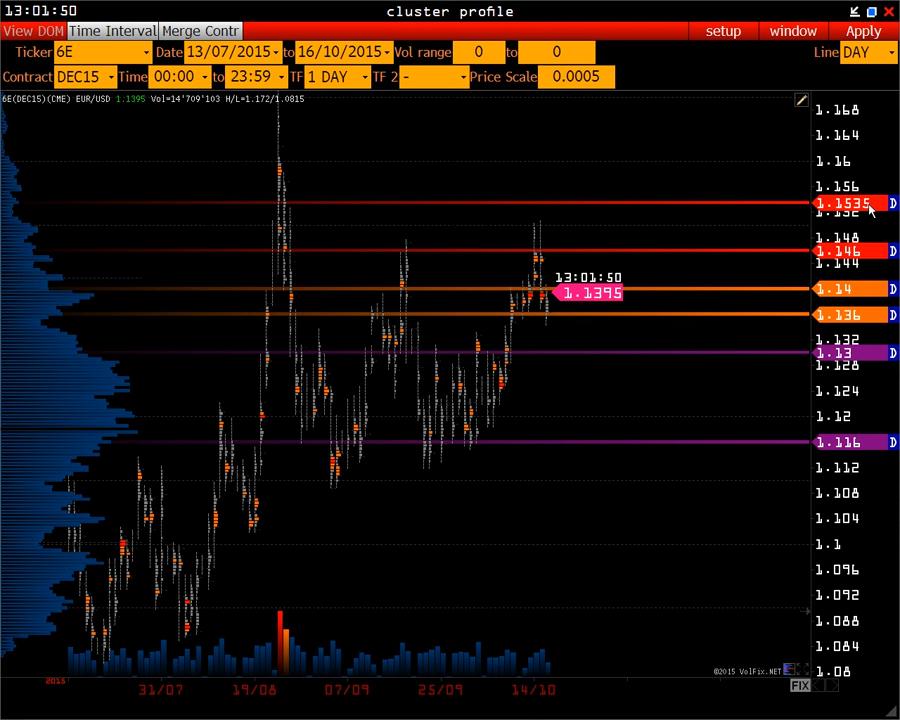 13:01:50 cluster profile
View DOM Time Interval Merge Contr setup window Apply
Ticker 6E Date 13/07/2015 to 16/10/2015 Vol range 0 to 0 Line DAY
Contract DEC15 Time 00:00 to 23:59 TF 1 DAY TF 2 - Price Scale 0.0005
6E(DEC15)(CME) EUR/USD 1.1395 Vol=14'709'103 H/L=1.172/1.0815
1.168
1.164
1.16
1.156
1.1535 D
1.152
1.148
1.146 D
1.144
13:01:50
1.14 D
1.1395
1.136 D
1.132
1.13 D
1.128
1.124
1.12
1.116 D
1.112
1.108
1.104
1.1
1.096
1.092
1.088
1.084
©2015 VolFix.NET
1.08
2015
FIX
31/07 19/08 07/09 25/09 14/10